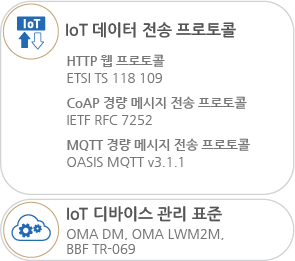 IoT
IoT 데이터 전송 프로토콜
HTTP 웹 프로토콜
ETSI TS 118 109
CoAP 경량 메시지 전송 프로토콜
IETF RFC 7252
MQTT 경량 메시지 전송 프로토콜
OASIS MQTT v3.1.1
IoT 디바이스 관리 표준
OMA DM, OMA LWM2M,
BBF TR-069